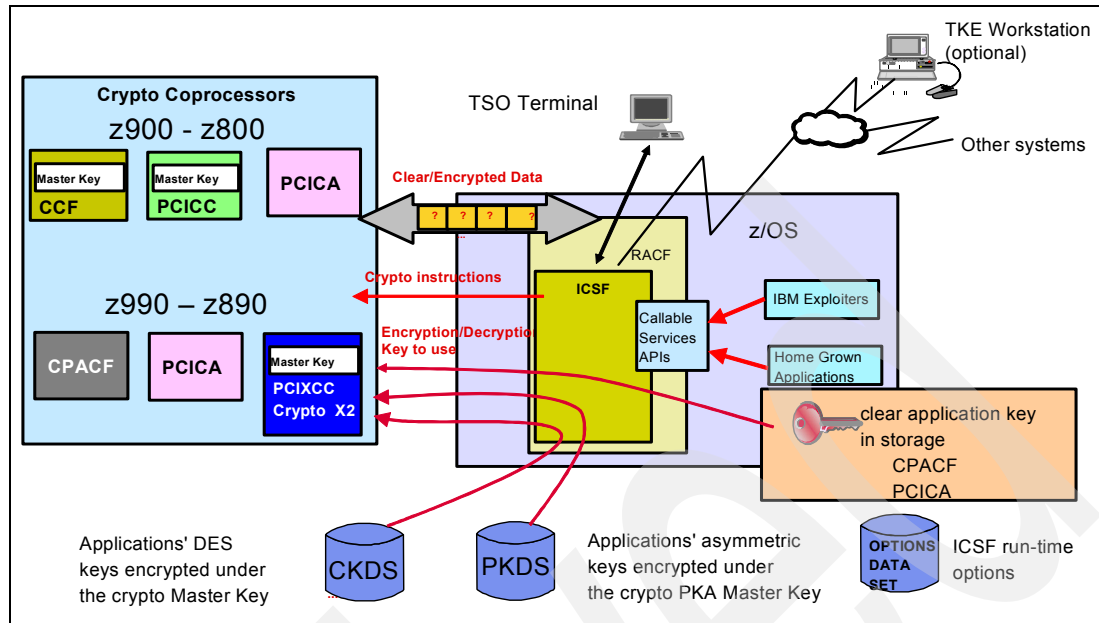 TKE Workstation
(optional)
TSO Terminal
Other systems
Crypto Coprocessors
z900 - z800
Master Key
CCF
Master Key
PCICC
PCICA
Clear/Encrypted Data
? ? ? ?
...
z/OS
RACF
ICSF
Crypto instructions
z990 – z890
Encryption/Decryption
Key to use
CPACF
PCICA
Master Key
PCIXCC
Crypto X2
Callable
Services
APIs
IBM Exploiters
Home Grown
Applications
clear application key
in storage
CPACF
PCICA
Applications' DES
keys encrypted under
the crypto Master Key
CKDS
...
PKDS
Applications' asymmetric
keys encrypted under
the crypto PKA Master Key
OPTIONS
DATA
SET
ICSF run-time
options